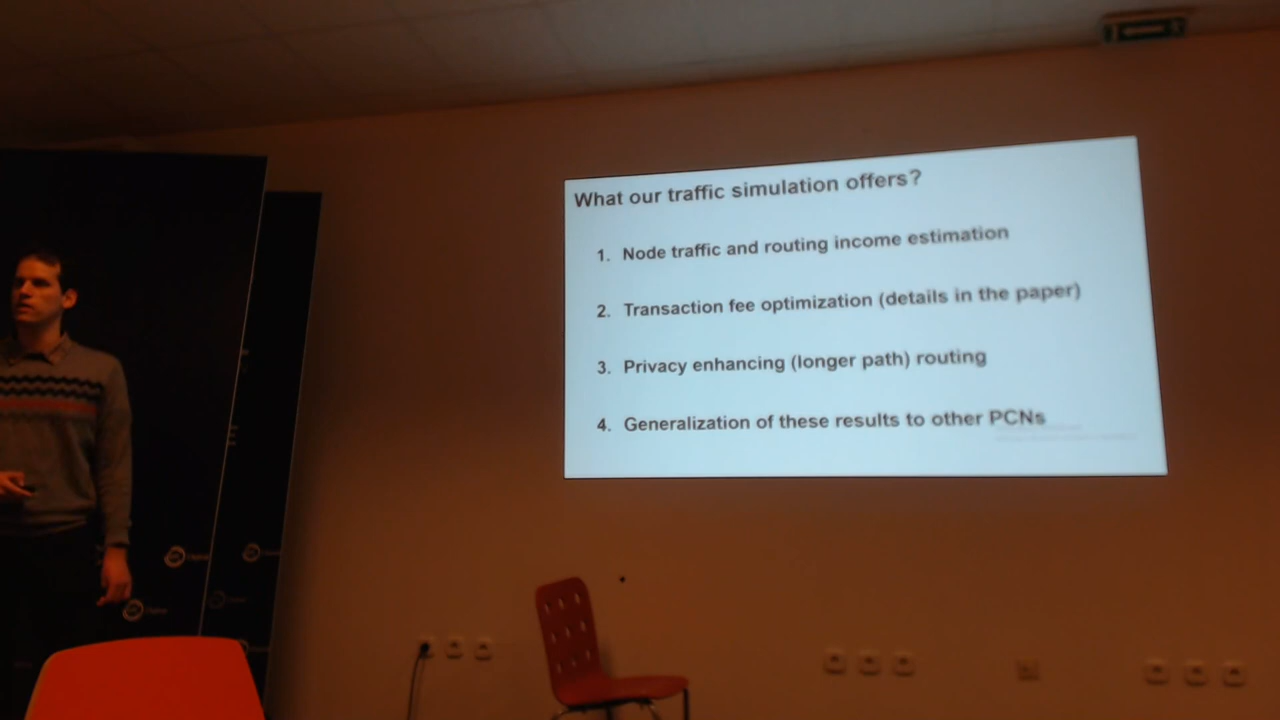 What our traffic simulation offers?
1. Node traffic and routing income estimation
2. Transaction fee optimization (details in the paper)
3. Privacy enhancing (longer path) routing
4. Generalization of these results to other PCNs